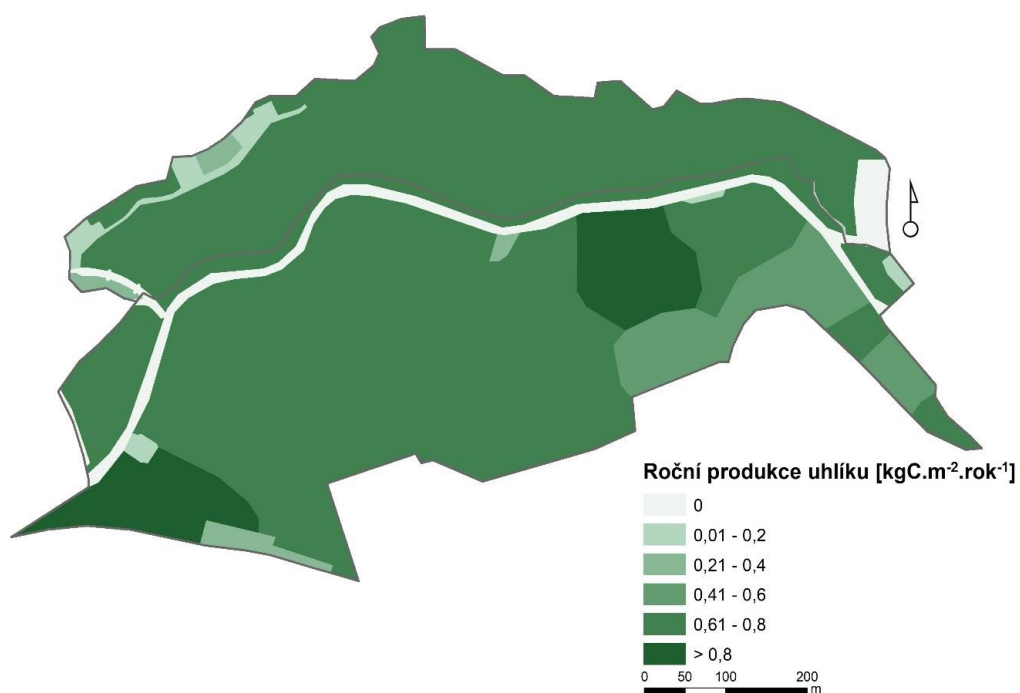 Roční produkce uhlíku [kgC.m⁻².rok⁻¹]
0
0,01 - 0,2
0,21 - 0,4
0,41 - 0,6
0,61 - 0,8
> 0,8
0 50 100 200
m